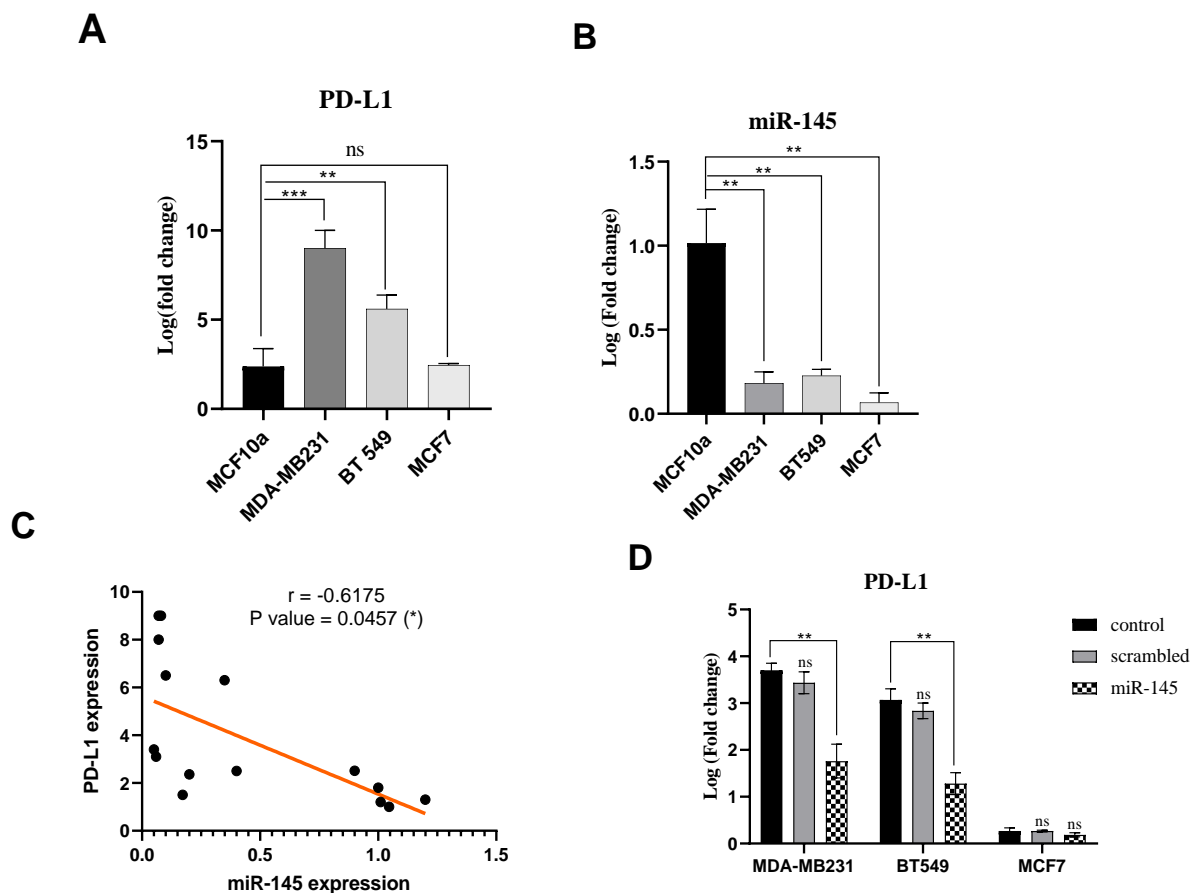 A
PD-L1
Log(fold change)
15
10
5
0
ns
**
***
MCF10a
MDA-MB231
BT 549
MCF7
B
miR-145
Log (Fold change)
1.5
1.0
0.5
0.0
**
**
**
MCF10a
MDA-MB231
BT549
MCF7
C
r = -0.6175
P value = 0.0457 (*)
PD-L1 expression
10
8
6
4
2
0
0.0
0.5
1.0
1.5
miR-145 expression
D
PD-L1
Log (Fold change)
5
4
3
2
1
0
**
ns
**
ns
ns
ns
MDA-MB231
BT549
MCF7
control
scrambled
miR-145